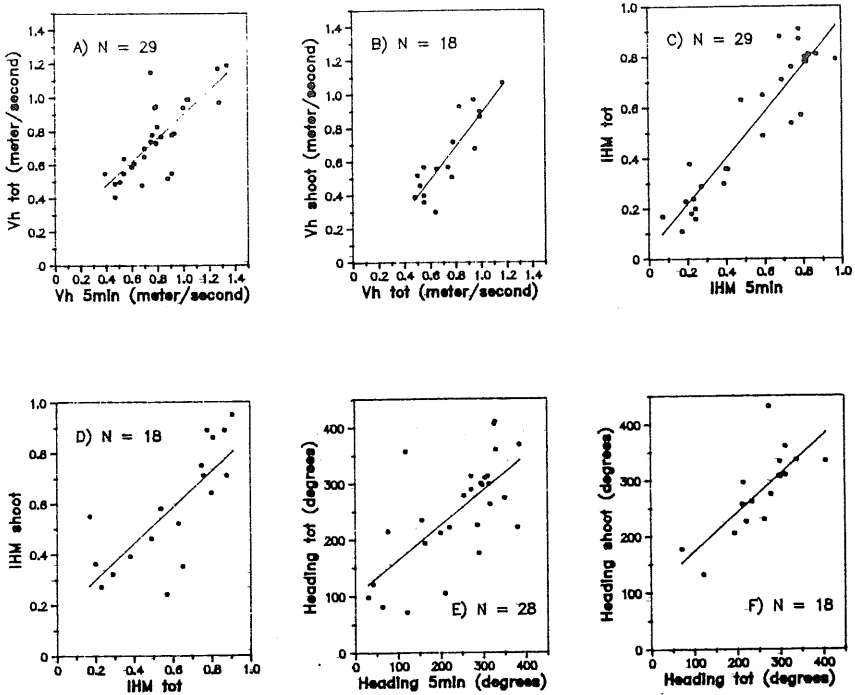 A) N = 29
Vh tot (meter/second)
1.4
1.2
1.0
0.8
0.6
0.4
0.2
0
0 0.2 0.4 0.6 0.8 1.0 1.2 1.4
Vh 5min (meter/second)
B) N = 18
Vh shoot (meter/second)
1.4
1.2
1.0
0.8
0.6
0.4
0.2
0
0 0.2 0.4 0.6 0.8 1.0 1.2 1.4
Vh tot (meter/second)
C) N = 29
IHM tot
1.0
0.8
0.6
0.4
0.2
0
0 0.2 0.4 0.6 0.8 1.0
IHM 5min
D) N = 18
IHM shoot
1.0
0.8
0.6
0.4
0.2
0
0.2 0.4 0.6 0.8 1.0
IHM tot
E) N = 28
Heading tot (degrees)
400
300
200
100
0
0 100 200 300 400
Heading 5min (degrees)
F) N = 18
Heading shoot (degrees)
400
300
200
100
0
0 100 200 300 400
Heading tot (degrees)